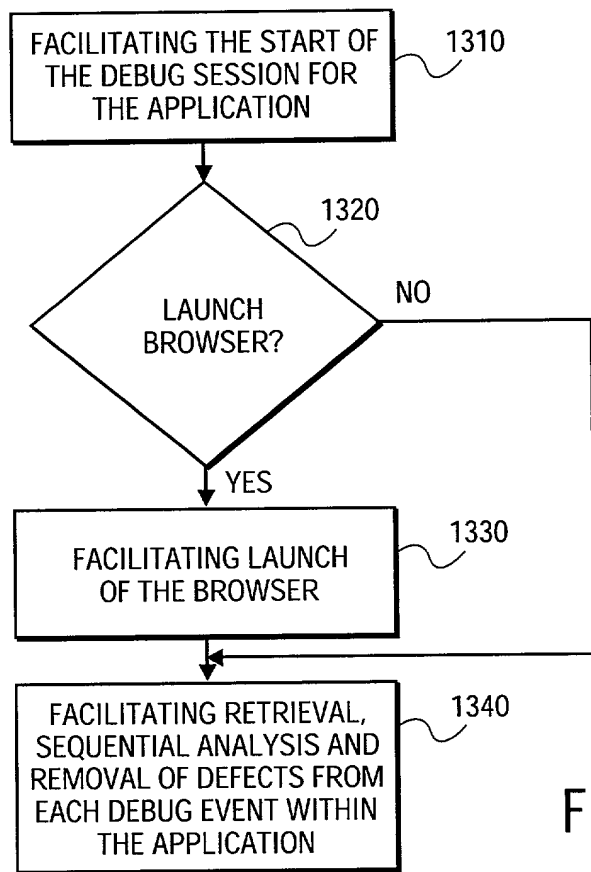 FACILITATING THE START OF
THE DEBUG SESSION FOR
THE APPLICATION
1310
1320
LAUNCH
BROWSER?
NO
YES
FACILITATING LAUNCH
OF THE BROWSER
1330
FACILITATING RETRIEVAL,
SEQUENTIAL ANALYSIS AND
REMOVAL OF DEFECTS FROM
EACH DEBUG EVENT WITHIN
THE APPLICATION
1340
F